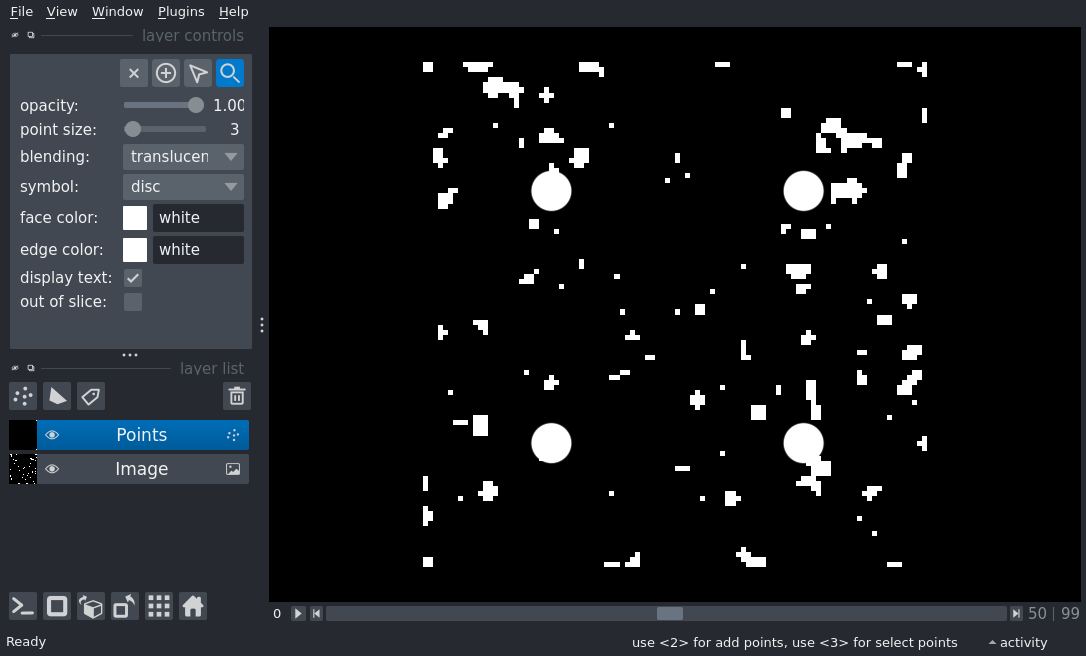 File View Window Plugins Help
layer controls
opacity: 1.00
point size: 3
blending: translucen
symbol: disc
face color: white
edge color: white
display text:
out of slice:
layer list
Points
Image
0 50 | 99
Ready use <2> for add points, use <3> for select points activity